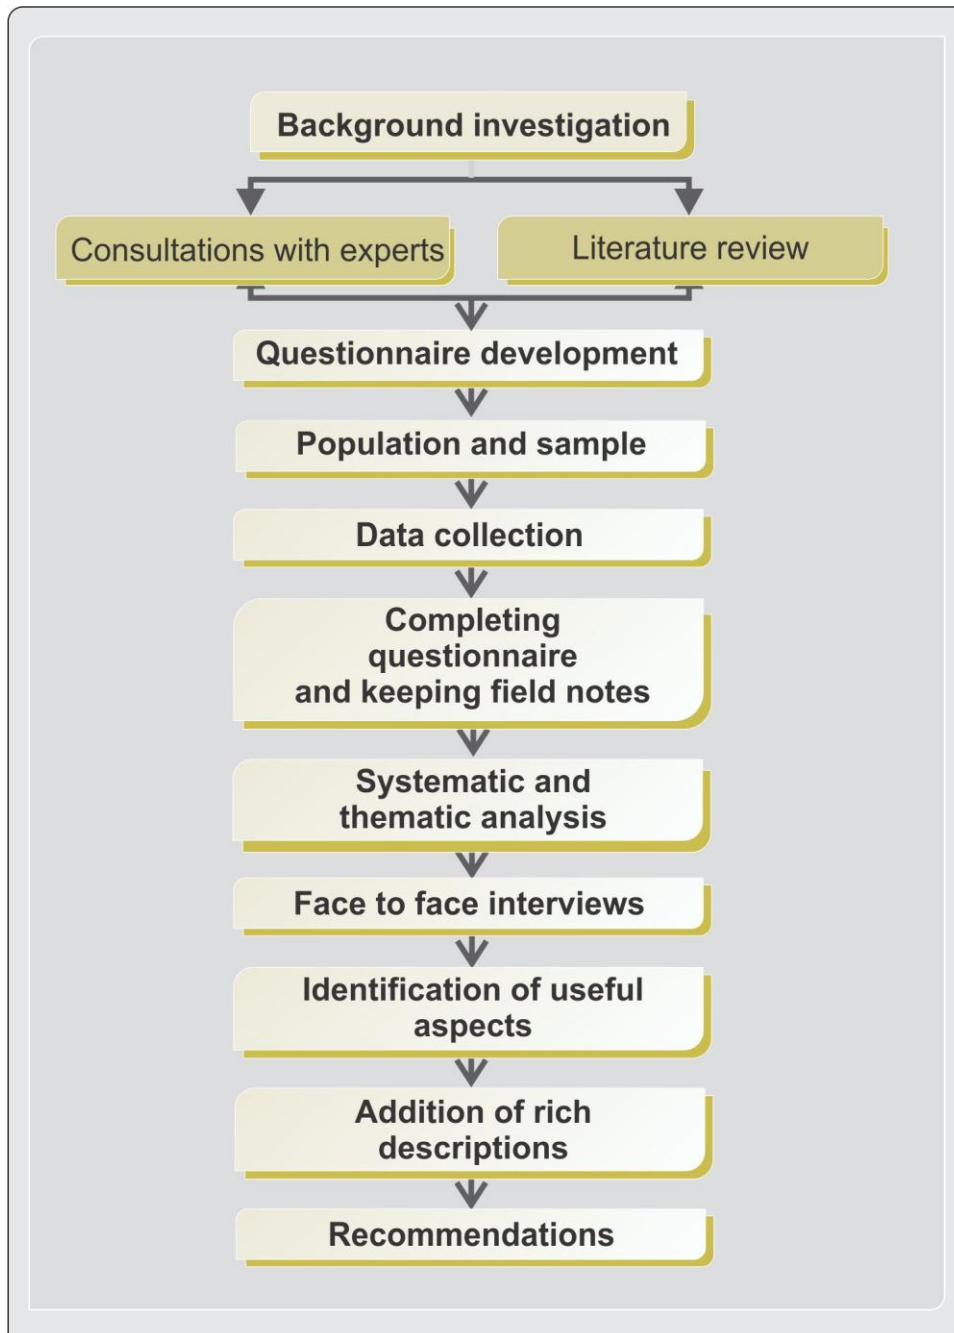 Background investigation
Consultations with experts
Literature review
Questionnaire development
Population and sample
Data collection
Completing
questionnaire
and keeping field notes
Systematic and
thematic analysis
Face to face interviews
Identification of useful
aspects
Addition of rich
descriptions
Recommendations